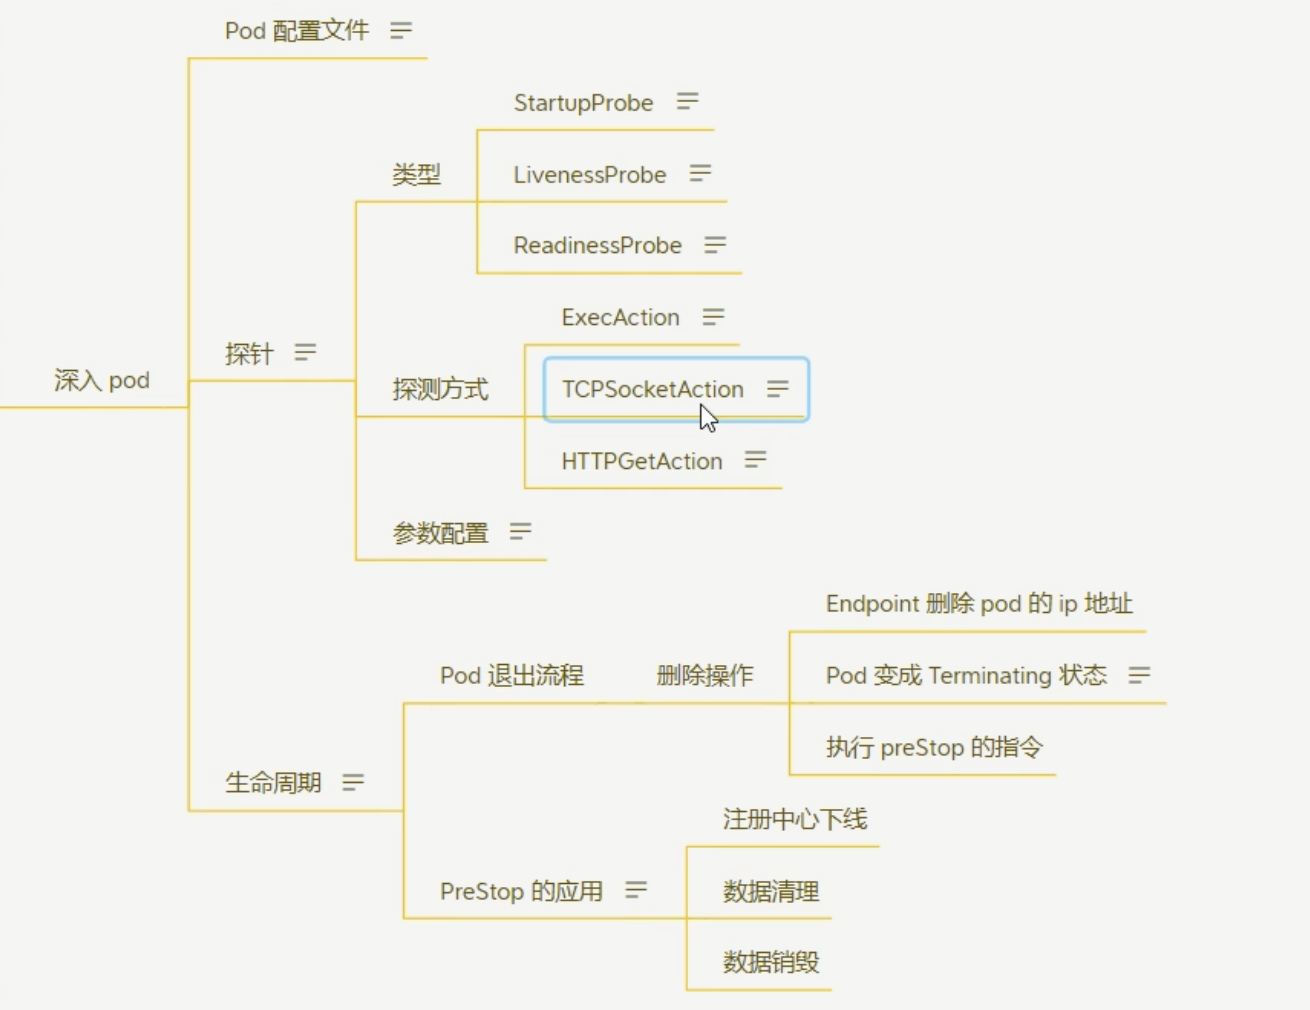 Pod 配置文件
StartupProbe
类型
LivenessProbe
ReadinessProbe
ExecAction
探针
深入 pod
探测方式
TCPSocketAction
HTTPGetAction
参数配置
Endpoint 删除 pod 的 ip 地址
Pod 退出流程
删除操作
Pod 变成 Terminating 状态
执行 preStop 的指令
生命周期
注册中心下线
PreStop 的应用
数据清理
数据销毁